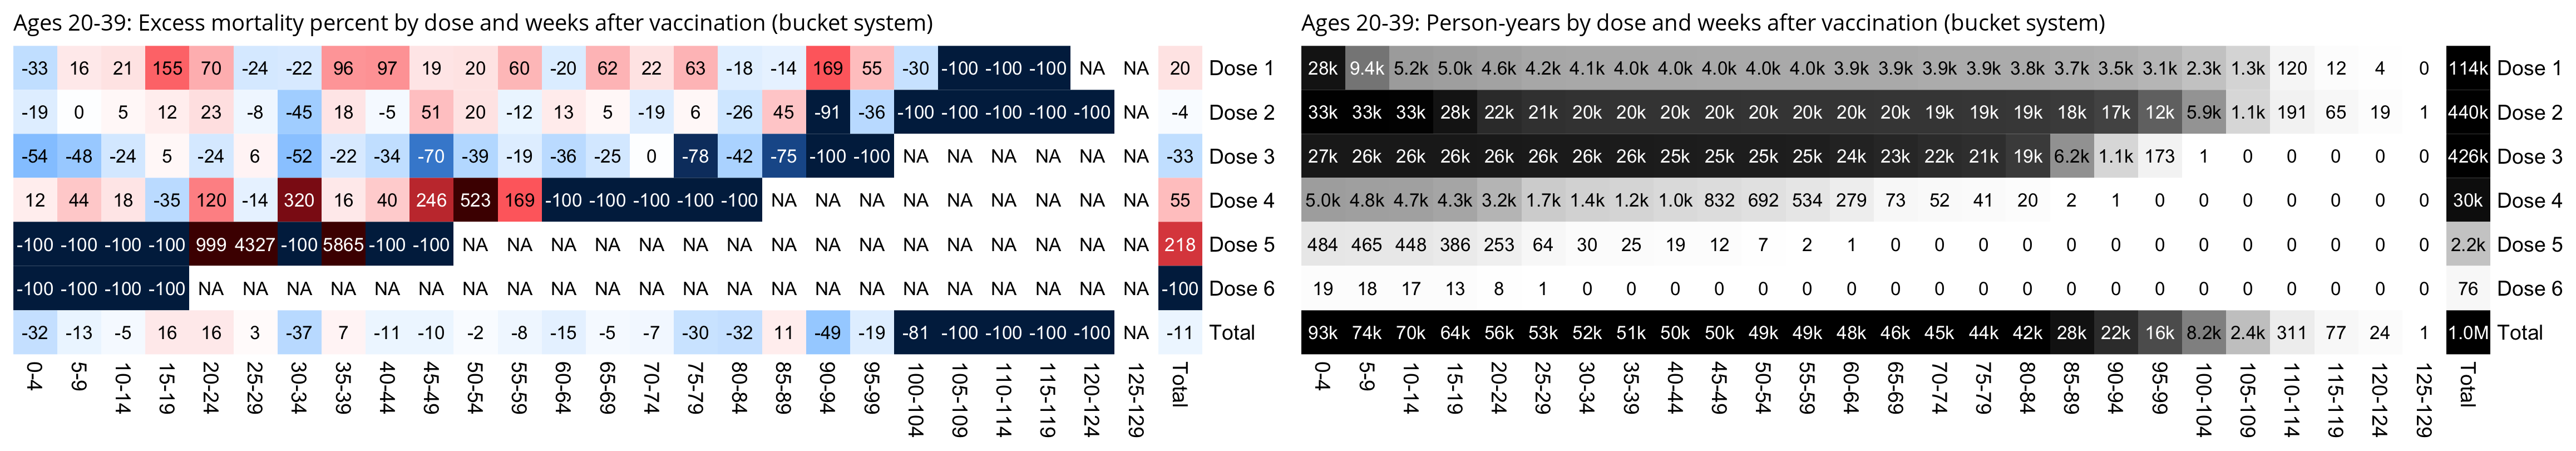 Ages 20-39: Excess mortality percent by dose and weeks after vaccination (bucket system)
-33 16 21 155 70 -24 -22 96 97 19 20 60 -20 62 22 63 -18 -14 169 55 -30 -100 -100 -100 NA NA 20 Dose 1
-19 0 5 12 23 -8 -45 18 -5 51 20 -12 13 5 -19 6 -26 45 -91 -36 -100 -100 -100 -100 -100 NA -4 Dose 2
-54 -48 -24 5 -24 6 -52 -22 -34 -70 -39 -19 -36 -25 0 -78 -42 -75 -100 -100 NA NA NA NA NA NA -33 Dose 3
12 44 18 -35 120 -14 320 16 40 246 523 169 -100 -100 -100 -100 -100 NA NA NA NA NA NA NA NA NA 55 Dose 4
-100 -100 -100 -100 999 4327 -100 5865 -100 -100 NA NA NA NA NA NA NA NA NA NA NA NA NA NA NA NA 218 Dose 5
-100 -100 -100 -100 NA NA NA NA NA NA NA NA NA NA NA NA NA NA NA NA NA NA NA NA NA NA -100 Dose 6
-32 -13 -5 16 16 3 -37 7 -11 -10 -2 -8 -15 -5 -7 -30 -32 11 -49 -19 -81 -100 -100 -100 -100 NA -11 Total
0-4 5-9 10-14 15-19 20-24 25-29 30-34 35-39 40-44 45-49 50-54 55-59 60-64 65-69 70-74 75-79 80-84 85-89 90-94 95-99 100-104 105-109 110-114 115-119 120-124 125-129 Total
Ages 20-39: Person-years by dose and weeks after vaccination (bucket system)
28k 9.4k 5.2k 5.0k 4.6k 4.2k 4.1k 4.0k 4.0k 4.0k 4.0k 4.0k 3.9k 3.9k 3.9k 3.9k 3.8k 3.7k 3.5k 3.1k 2.3k 1.3k 120 12 4 0 114k Dose 1
33k 33k 33k 28k 22k 21k 20k 20k 20k 20k 20k 20k 20k 20k 19k 19k 19k 18k 17k 12k 5.9k 1.1k 191 65 19 1 440k Dose 2
27k 26k 26k 26k 26k 26k 26k 26k 25k 25k 25k 25k 24k 23k 22k 21k 19k 6.2k 1.1k 173 1 0 0 0 0 0 426k Dose 3
5.0k 4.8k 4.7k 4.3k 3.2k 1.7k 1.4k 1.2k 1.0k 832 692 534 279 73 52 41 20 2 1 0 0 0 0 0 0 0 30k Dose 4
484 465 448 386 253 64 30 25 19 12 7 2 1 0 0 0 0 0 0 0 0 0 0 0 0 0 2.2k Dose 5
19 18 17 13 8 1 0 0 0 0 0 0 0 0 0 0 0 0 0 0 0 0 0 0 0 0 76 Dose 6
93k 74k 70k 64k 56k 53k 52k 51k 50k 50k 49k 49k 48k 46k 45k 44k 42k 28k 22k 16k 8.2k 2.4k 311 77 24 1 1.0M Total
0-4 5-9 10-14 15-19 20-24 25-29 30-34 35-39 40-44 45-49 50-54 55-59 60-64 65-69 70-74 75-79 80-84 85-89 90-94 95-99 100-104 105-109 110-114 115-119 120-124 125-129 Total